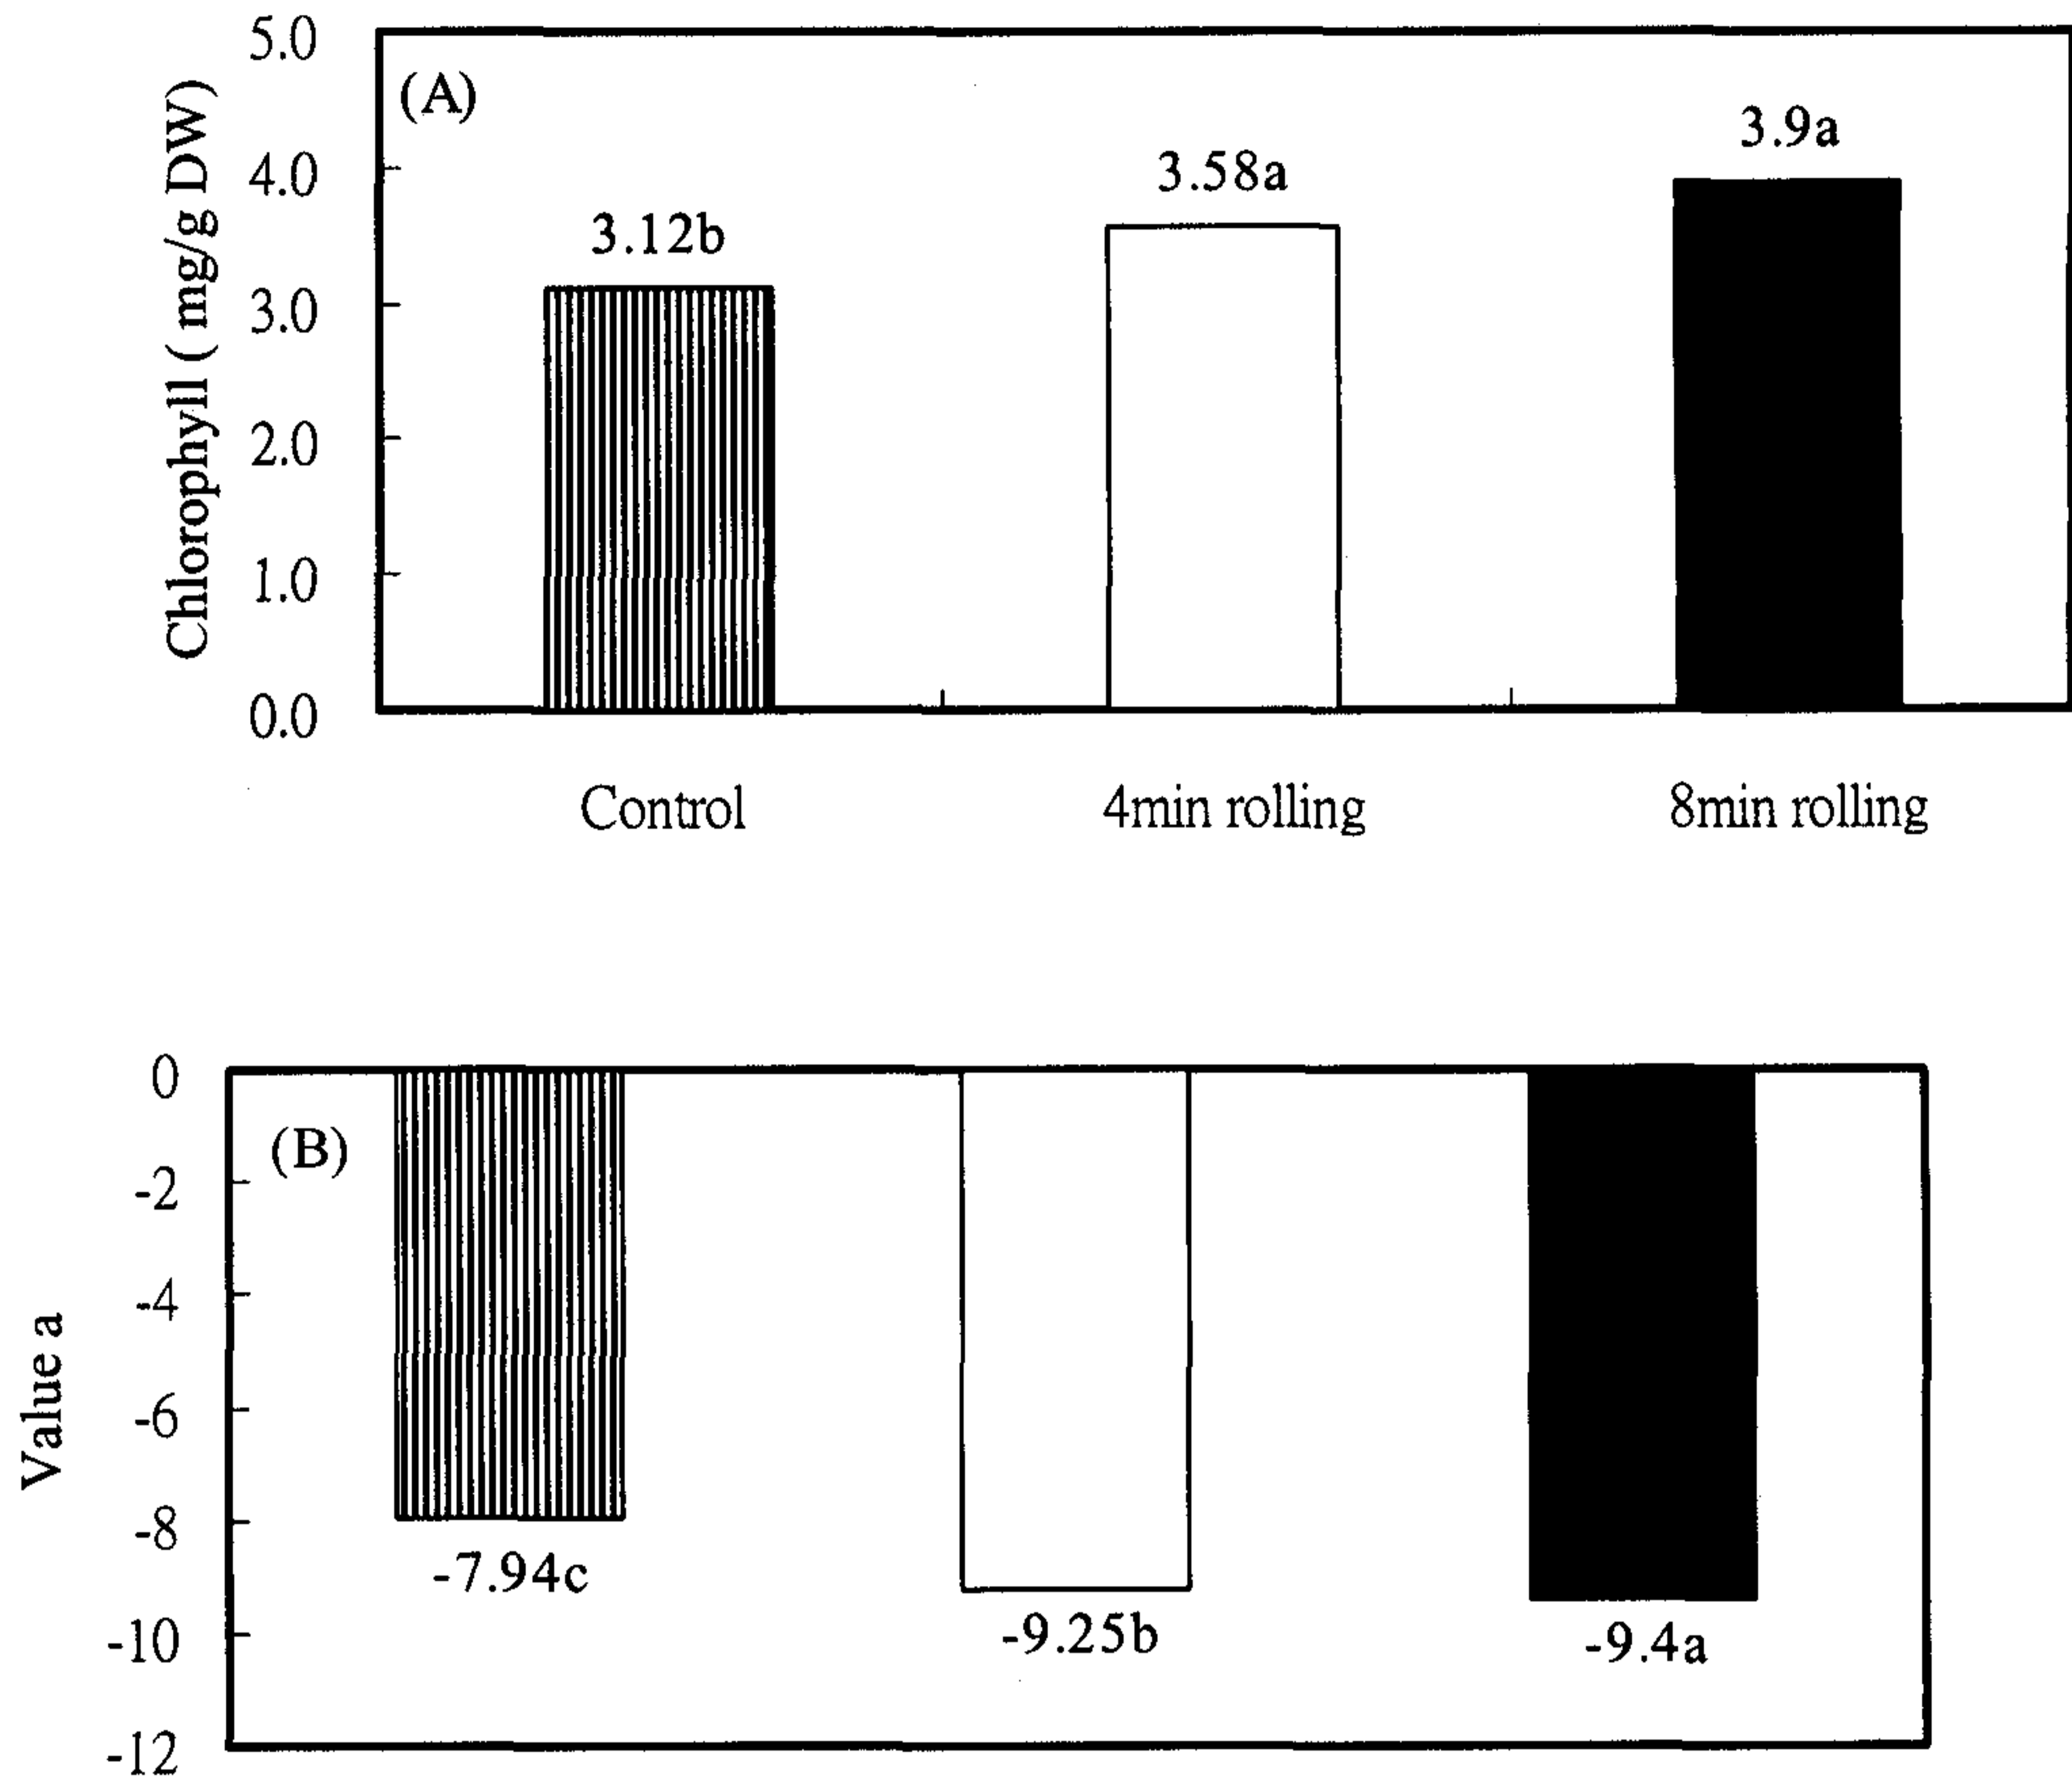 5.0
(A)
3.9a
4.0
3.58a
3.12b
3.0
2.0
1.0
0.0
Chlorophyll ( mg/g DW)
Control 4min rolling 8min rolling
0
(B)
-2
-4
-6
-8
-7.94c
-9.25b
-9.4a
-10
-12
Value a